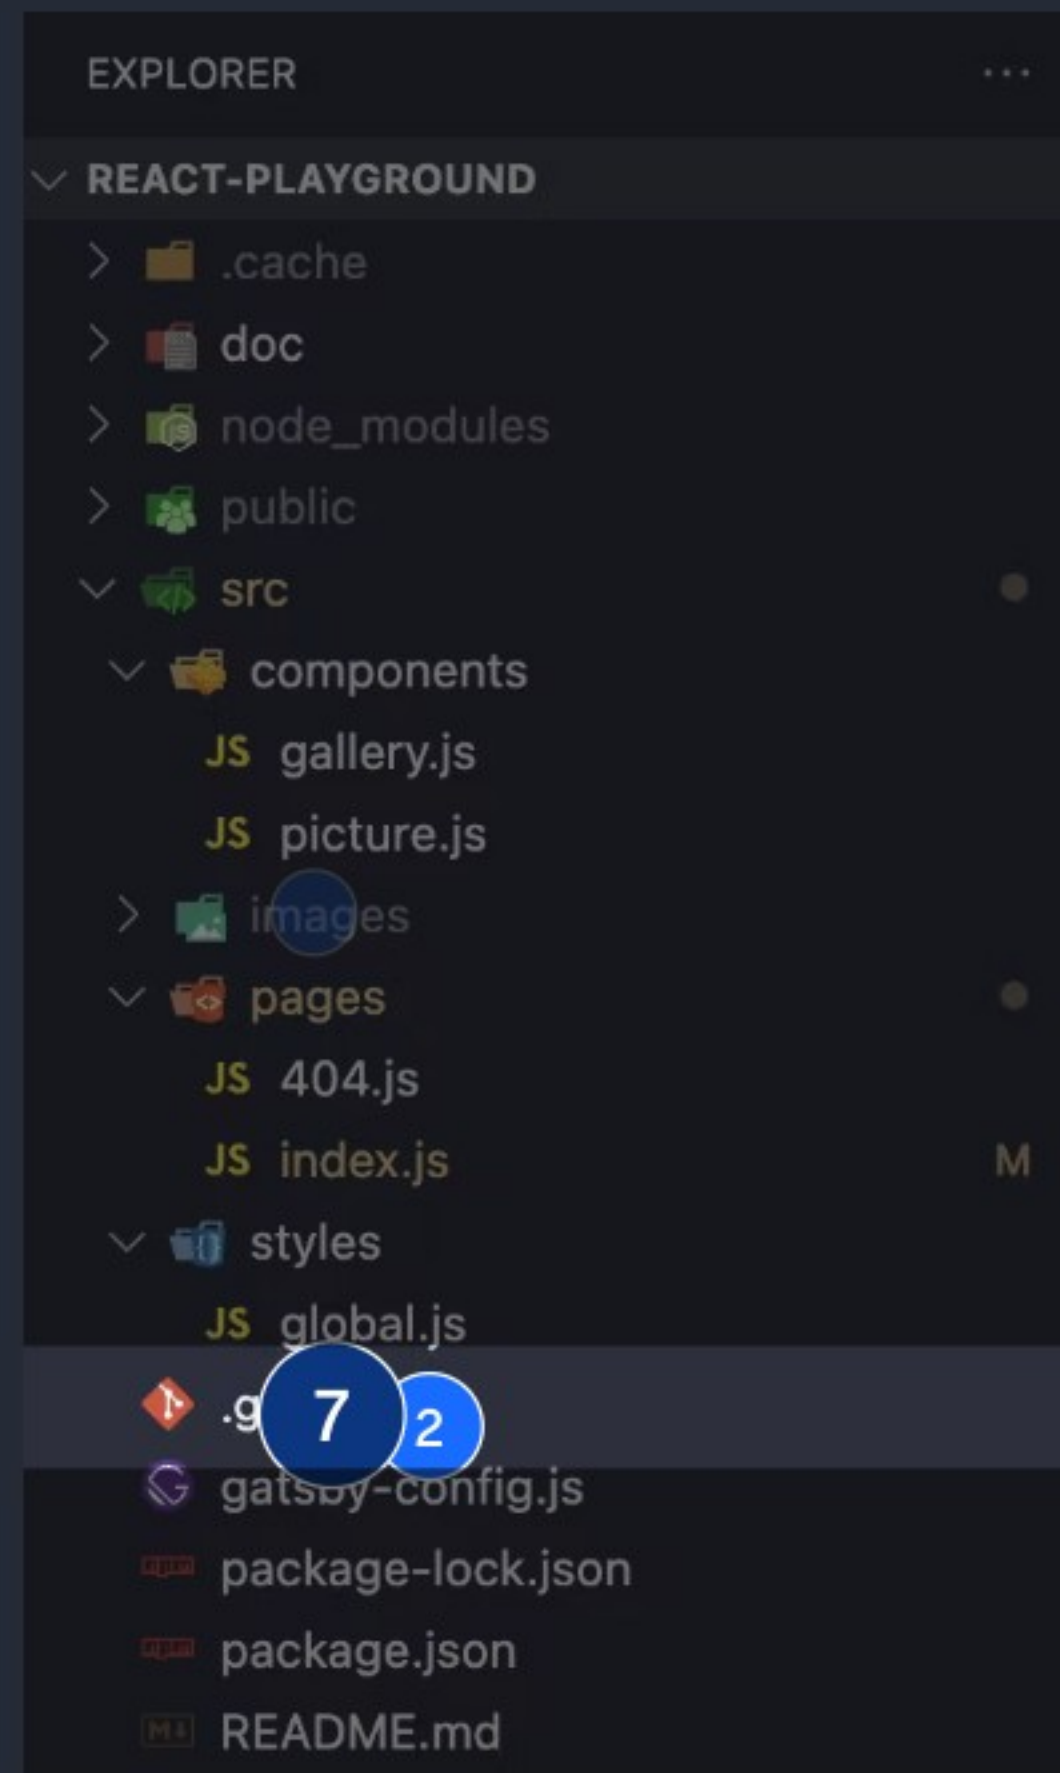 EXPLORER ...
REACT-PLAYGROUND
.cache
doc
node_modules
public
src
components
JS gallery.js
JS picture.js
images
pages
JS 404.js
JS index.js M
styles
JS global.js
.g 7 2
gatsby-config.js
package-lock.json
package.json
README.md